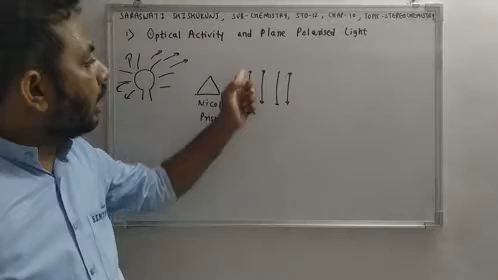 SARASWATI SHISHUKUNJ, SUB-CHEMISTRY, STD-12, CHAP-10, TOPIC-STEREOCHEMISTRY
1) Optical Activity and Plane Polarised Light
Nicol
Prism